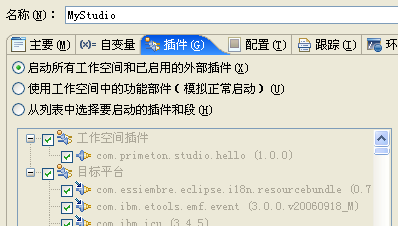 名称(N): MyStudio
主要(M) (x)= 自变量 插件(G) 配置(T) 跟踪(I) 环
启动所有工作空间和已启用的外部插件(X)
使用工作空间中的功能部件(模拟正常启动)(U)
从列表中选择要启动的插件和段(H)
工作空间插件
com.primeton.studio.hello (1.0.0)
目标平台
com.essiembre.eclipse.i18n.resourcebundle (0.7
com.ibm.etools.emf.event (3.0.0.v20060918_M)
com.ibm.icu (3.4.5)